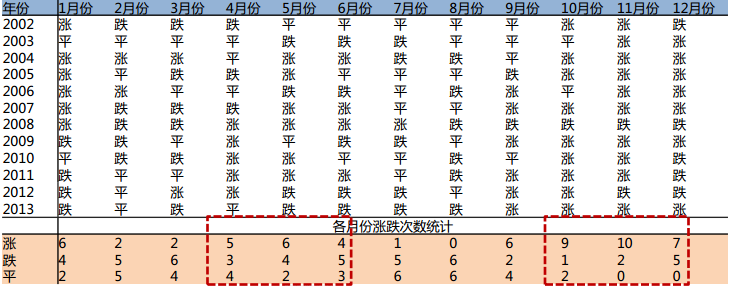 年份 1月份 2月份 3月份 4月份 5月份 6月份 7月份 8月份 9月份 10月份 11月份 12月份
2002 涨 跌 跌 跌 平 平 平 平 平 涨 涨 跌
2003 平 平 平 平 跌 跌 跌 平 平 平 涨 涨
2004 涨 涨 涨 平 涨 涨 平 跌 平 涨 涨 涨
2005 涨 平 跌 跌 涨 涨 平 平 跌 涨 涨 涨
2006 涨 涨 涨 平 跌 跌 平 跌 涨 平 涨 涨
2007 涨 跌 跌 跌 涨 涨 平 平 涨 涨 涨 涨
2008 涨 跌 跌 涨 涨 涨 涨 跌 跌 跌 跌 跌
2009 跌 跌 平 涨 平 跌 跌 平 涨 涨 涨 涨
2010 平 跌 跌 涨 涨 平 平 跌 平 涨 涨 跌
2011 跌 平 平 涨 涨 平 平 平 涨 涨 涨 跌
2012 跌 平 涨 涨 跌 跌 跌 跌 涨 涨 跌 跌
2013 跌 平 跌 平 跌 跌 跌 跌 涨 涨 涨 涨
各月份涨跌次数统计
涨 6 2 2 5 6 4 1 0 6 9 10 7
跌 4 5 6 3 4 5 5 6 2 1 2 5
平 2 5 4 4 2 3 6 6 4 2 0 0